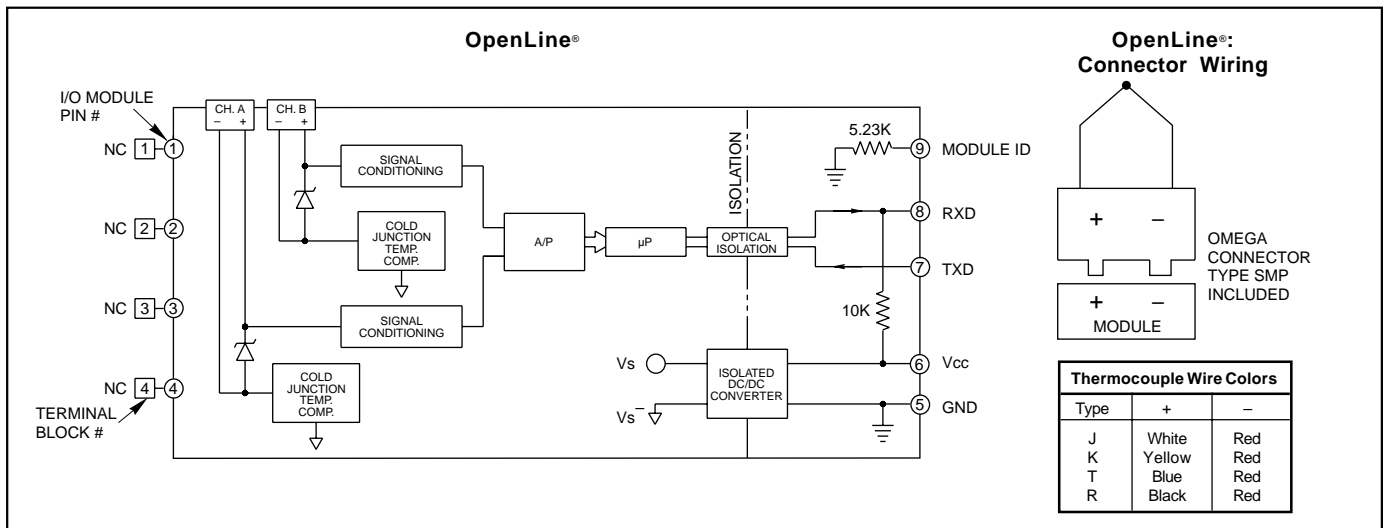 OpenLine®
OpenLine®:
Connector Wiring
I/O MODULE
PIN #
CH. A
– +
CH. B
– +
NC 1 1
NC 2 2
NC 3 3
NC 4 4
TERMINAL
BLOCK #
SIGNAL
CONDITIONING
COLD
JUNCTION
TEMP.
COMP.
SIGNAL
CONDITIONING
COLD
JUNCTION
TEMP.
COMP.
A/P
µP
OPTICAL
ISOLATION
ISOLATION
5.23K
9 MODULE ID
8 RXD
7 TXD
10K
Vs
Vs–
ISOLATED
DC/DC
CONVERTER
6 Vcc
5 GND
+ –
OMEGA
CONNECTOR
TYPE SMP
INCLUDED
+ –
MODULE
Thermocouple Wire Colors
Type + –
J White Red
K Yellow Red
T Blue Red
R Black Red